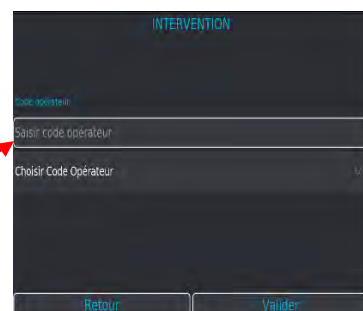 INTERVENTION
Code opérateur
Saisir code opérateur
Choisir Code Opérateur
Retour
Valider